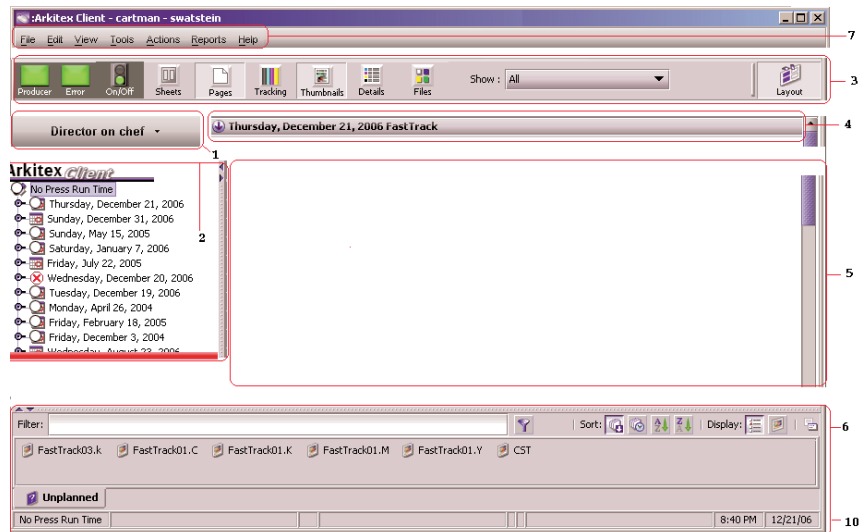 :Arkitex Client - cartman - swatstein
File Edit View Tools Actions Reports Help
7
Producer Error On/Off Sheets Pages Tracking Thumbnails Details Files Show : All Layout
3
Director on chef
Thursday, December 21, 2006 FastTrack
4
1
Arkitex Client
No Press Run Time
Thursday, December 21, 2006
Sunday, December 31, 2006
Sunday, May 15, 2005
2
Saturday, January 7, 2006
Friday, July 22, 2005
Wednesday, December 20, 2006
5
Tuesday, December 19, 2006
Monday, April 26, 2004
Friday, February 18, 2005
Friday, December 3, 2004
Wednesday, August 23, 2006
Filter: Sort: Display:
6
FastTrack03.k FastTrack01.C FastTrack01.K FastTrack01.M FastTrack01.Y CST
Unplanned
No Press Run Time 8:40 PM 12/21/06
10